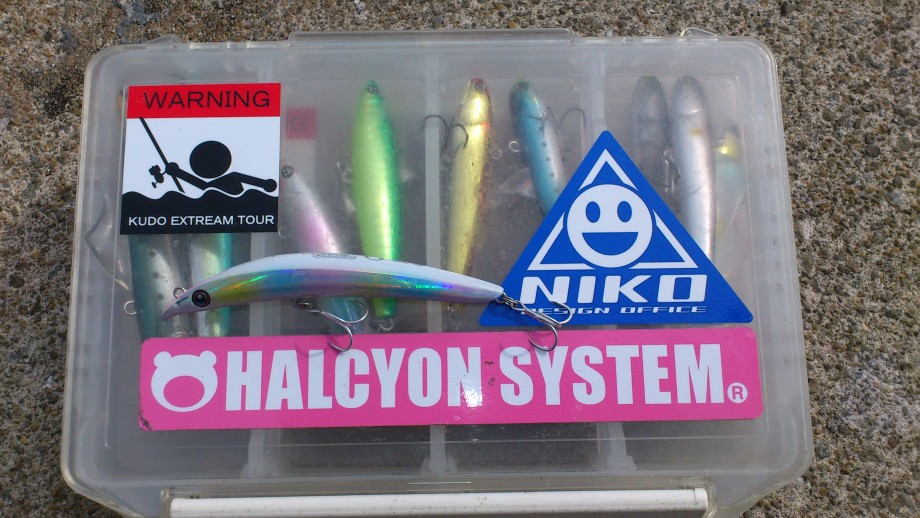 WARNING
KUDO EXTREAM TOUR
NIKO
DESIGN OFFICE
HALCYON SYSTEM®